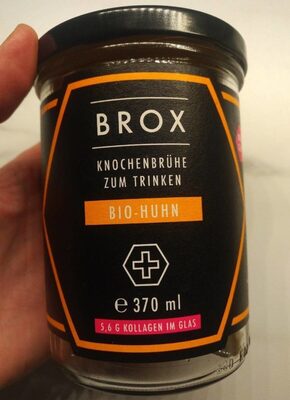 BROX
KNOCHENBRÜHE
ZUM TRINKEN
BIO-HUHN
℮ 370 ml
5,6 G KOLLAGEN IM GLAS